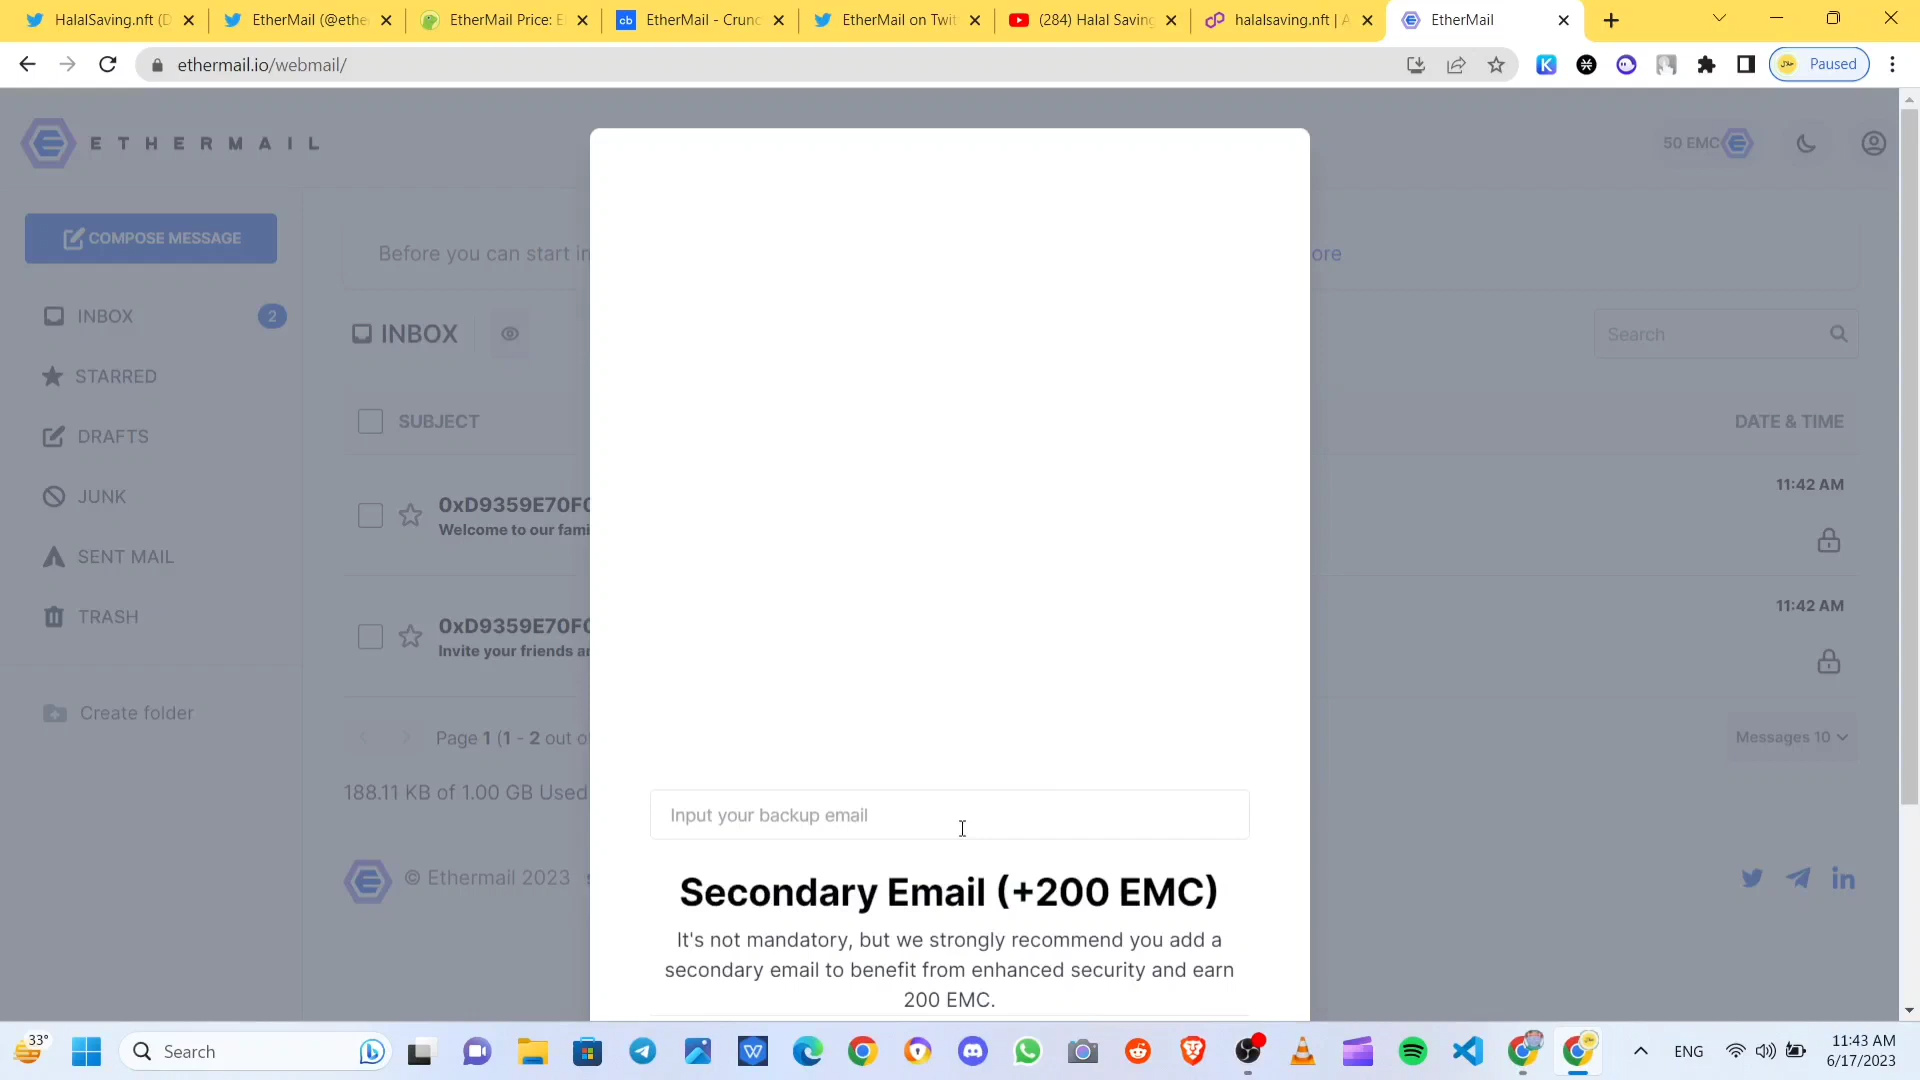 HalalSaving.nft (D
EtherMail (@ethe
EtherMail Price: E
EtherMail - Crunc
EtherMail on Twit
(284) Halal Saving
halalsaving.nft | A
EtherMail
ethermail.io/webmail/
Paused
ETHERMAIL
50 EMC
COMPOSE MESSAGE
Before you can start in
ore
INBOX
2
INBOX
Search
STARRED
SUBJECT
DATE & TIME
DRAFTS
11:42 AM
JUNK
0xD9359E70F0
Welcome to our fami
SENT MAIL
11:42 AM
TRASH
0xD9359E70F0
Invite your friends a
Create folder
Page 1 (1 - 2 out o
Messages 10
188.11 KB of 1.00 GB Used
Input your backup email
© Ethermail 2023
Secondary Email (+200 EMC)
It's not mandatory, but we strongly recommend you add a
secondary email to benefit from enhanced security and earn
200 EMC.
33°
Search
ENG
11:43 AM
6/17/2023